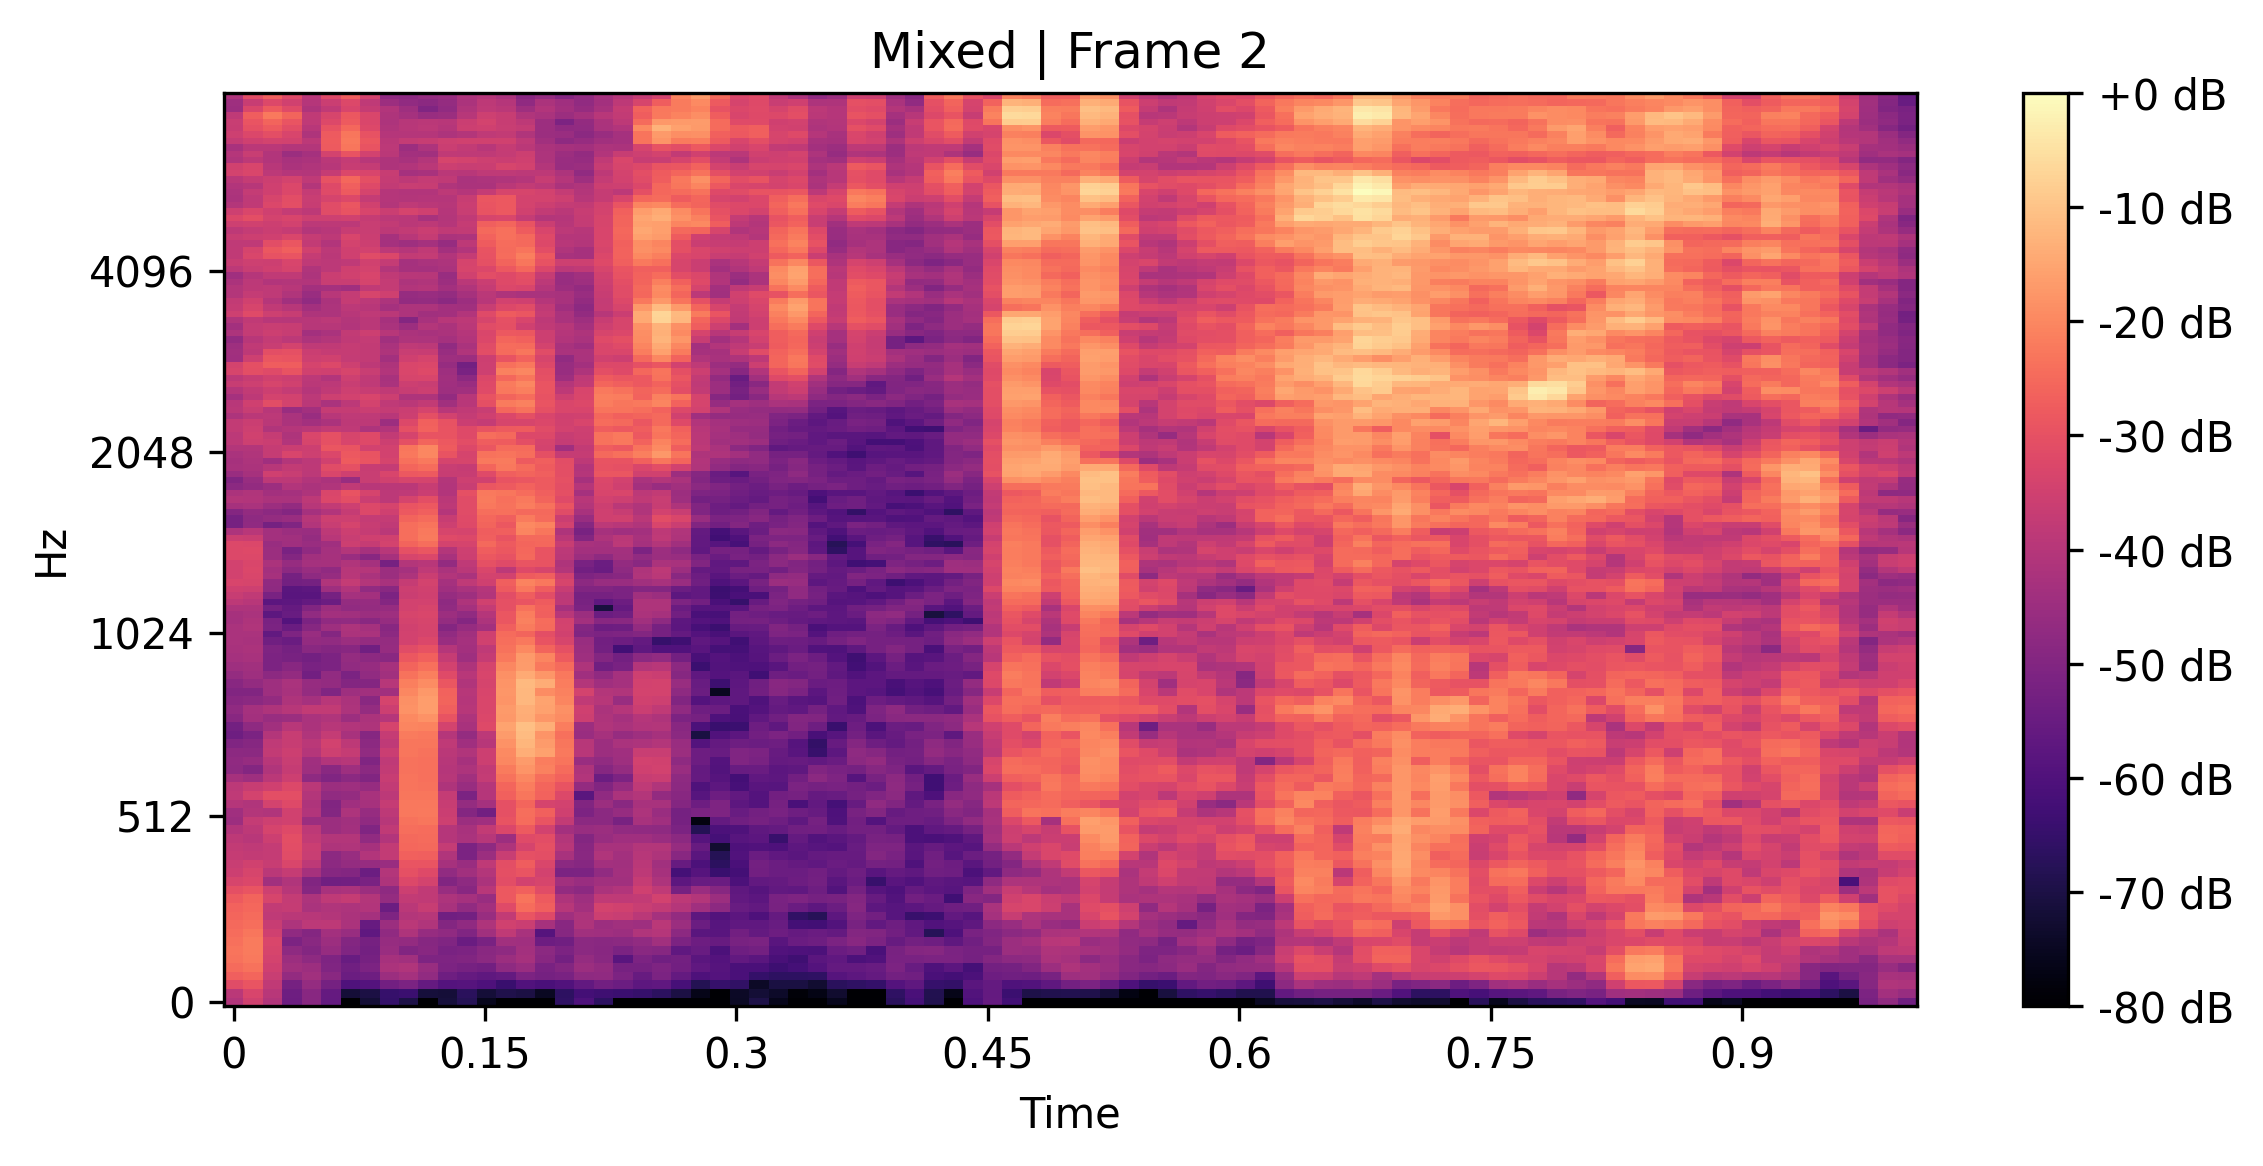 Mixed | Frame 2
Hz
4096
2048
1024
512
0
0 0.15 0.3 0.45 0.6 0.75 0.9
Time
+0 dB
-10 dB
-20 dB
-30 dB
-40 dB
-50 dB
-60 dB
-70 dB
-80 dB